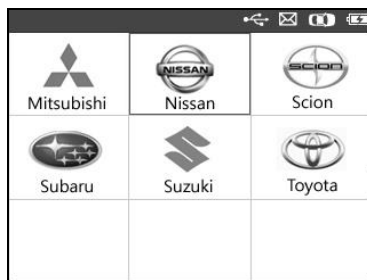 NISSAN
SCION
Mitsubishi
Nissan
Scion
Subaru
Suzuki
Toyota